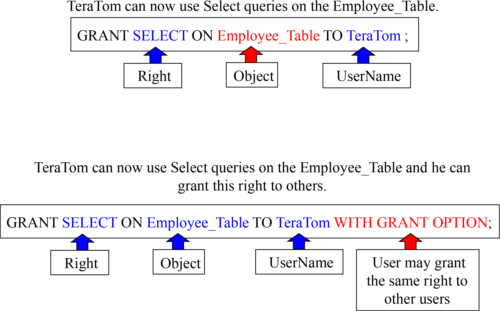 TeraTom can now use Select queries on the Employee_Table.
GRANT SELECT ON Employee_Table TO TeraTom ;
Right Object UserName
TeraTom can now use Select queries on the Employee_Table and he can
grant this right to others.
GRANT SELECT ON Employee_Table TO TeraTom WITH GRANT OPTION;
Right Object UserName
User may grant
the same right to
other users